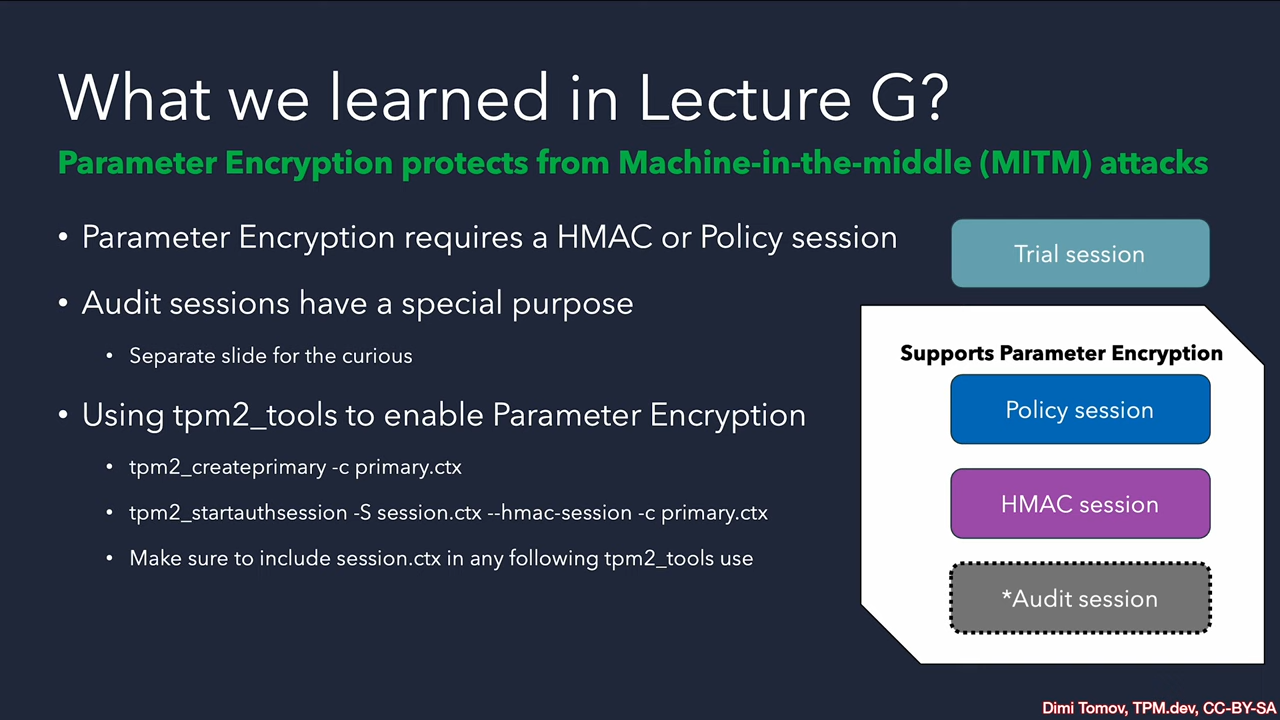 What we learned in Lecture G?
Parameter Encryption protects from Machine-in-the-middle (MITM) attacks
• Parameter Encryption requires a HMAC or Policy session
• Audit sessions have a special purpose
• Separate slide for the curious
• Using tpm2_tools to enable Parameter Encryption
• tpm2_createprimary -c primary.ctx
• tpm2_startauthsession -S session.ctx --hmac-session -c primary.ctx
• Make sure to include session.ctx in any following tpm2_tools use
Trial session
Supports Parameter Encryption
Policy session
HMAC session
*Audit session
Dimi Tomov, TPM.dev, CC-BY-SA